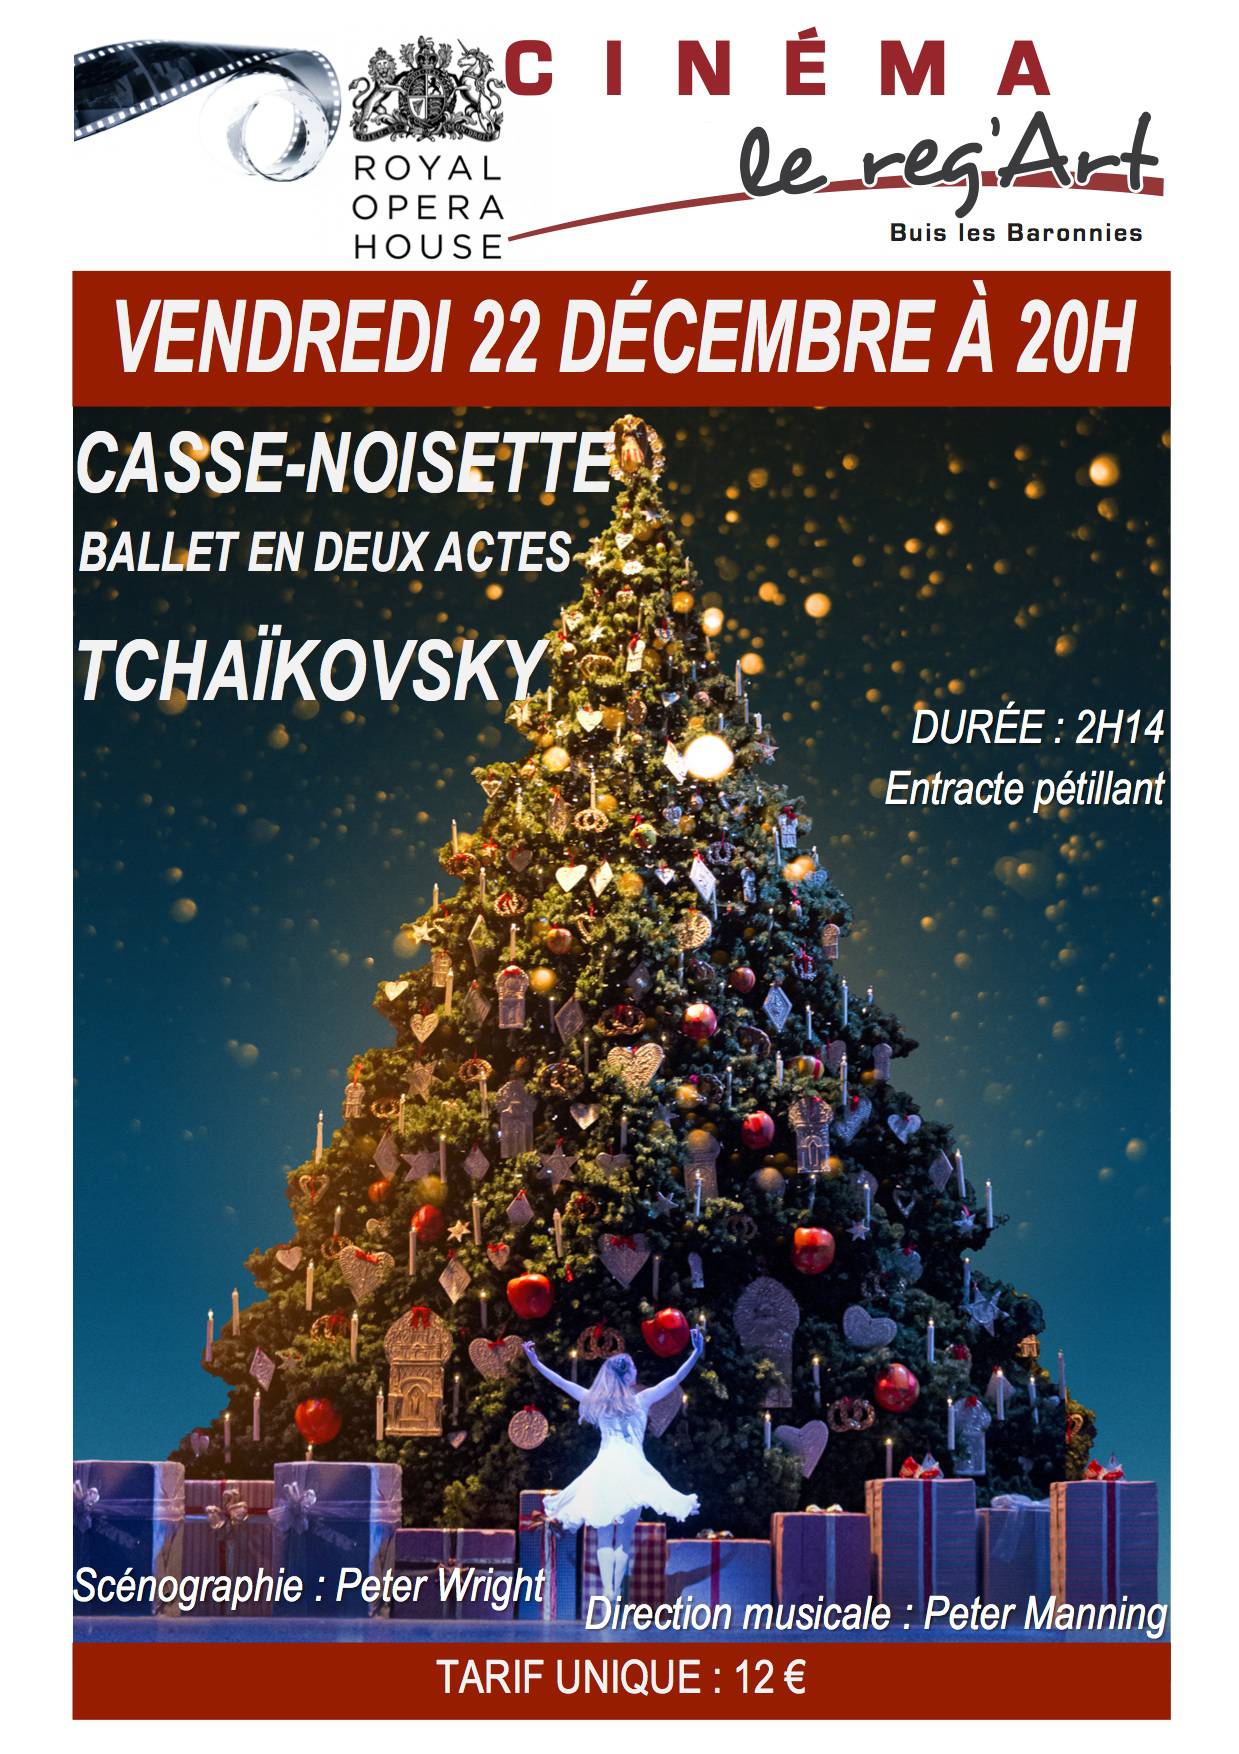 ROYAL
OPERA
HOUSE
CINÉMA
le reg'Art
Buis les Baronnies
VENDREDI 22 DÉCEMBRE À 20H
CASSE-NOISETTE
BALLET EN DEUX ACTES
TCHAÏKOVSKY
DURÉE : 2H14
Entracte pétillant
Scénographie : Peter Wright
Direction musicale : Peter Manning
TARIF UNIQUE : 12 €